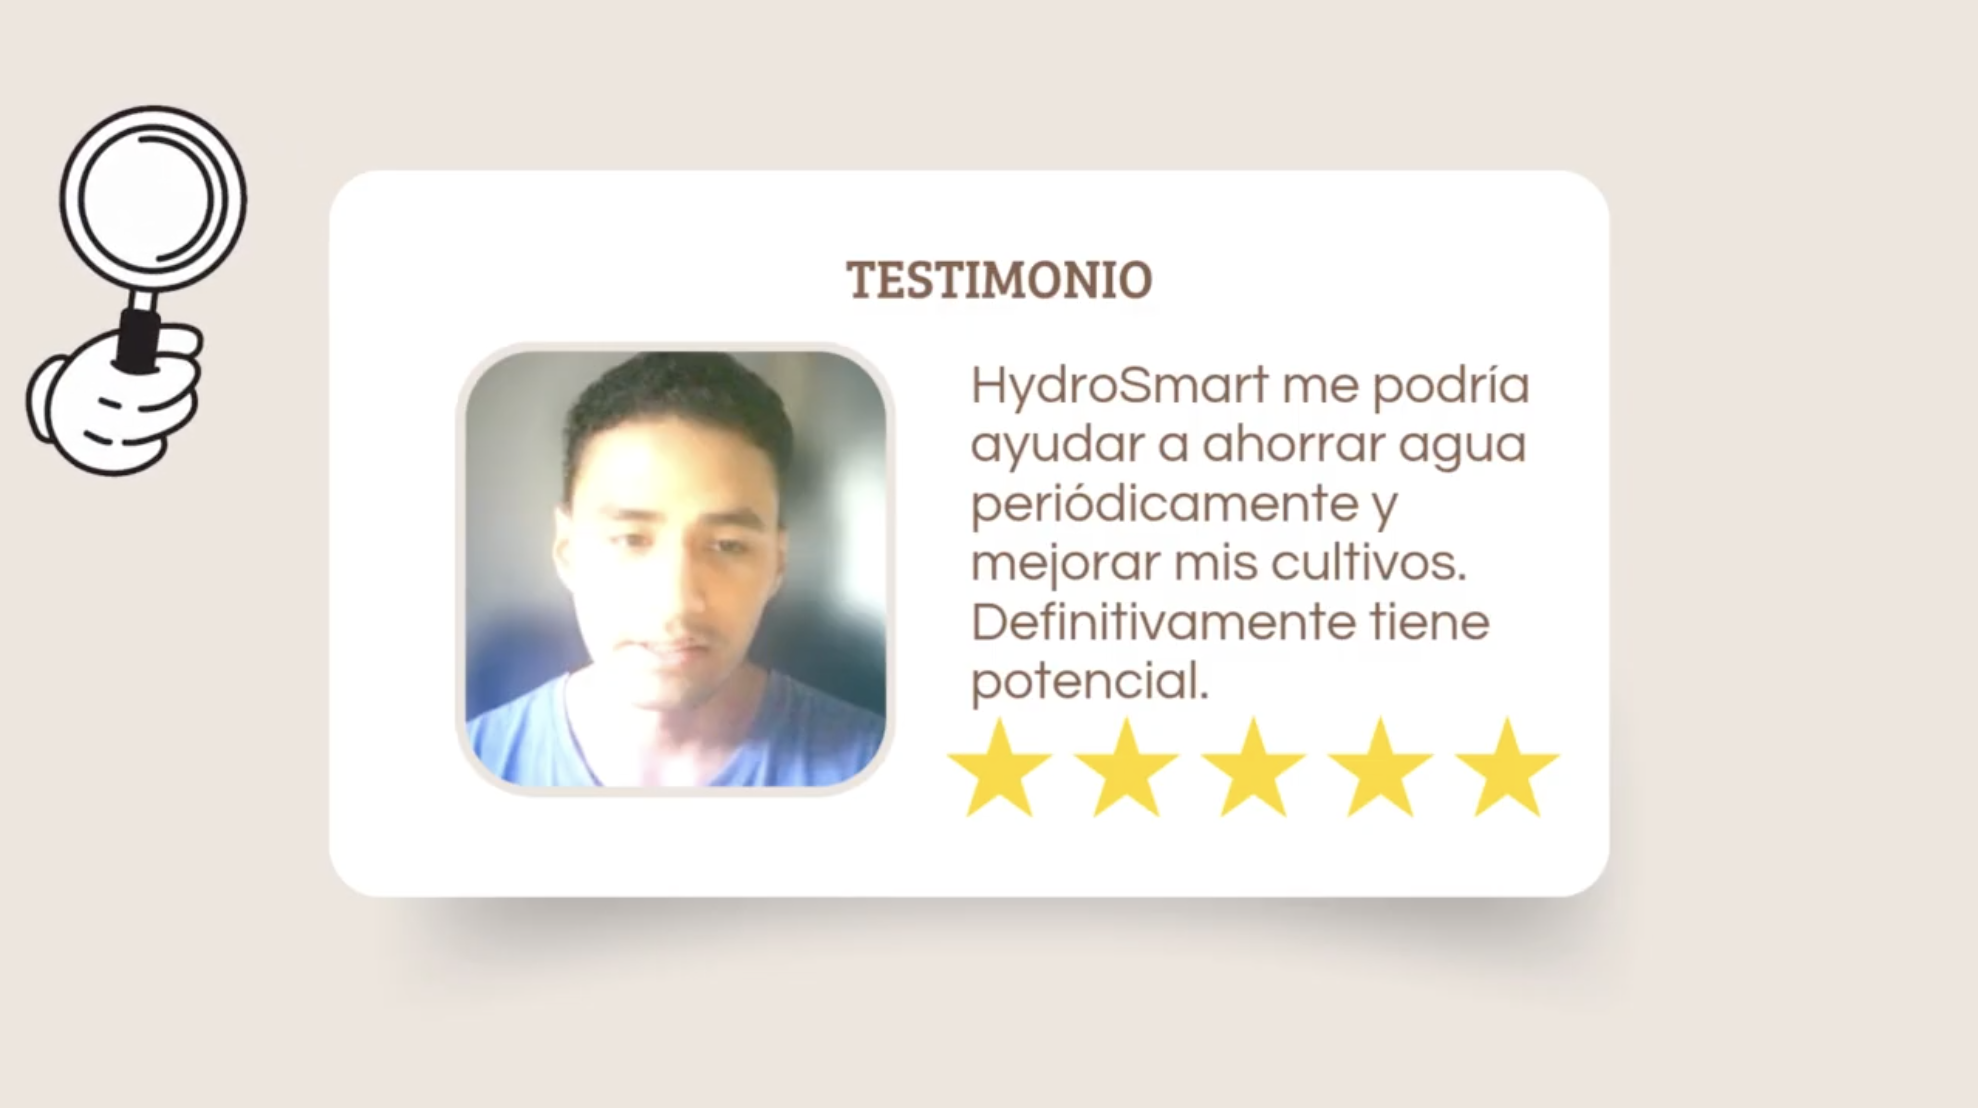 TESTIMONIO
HydroSmart me podría
ayudar a ahorrar agua
periódicamente y
mejorar mis cultivos.
Definitivamente tiene
potencial.